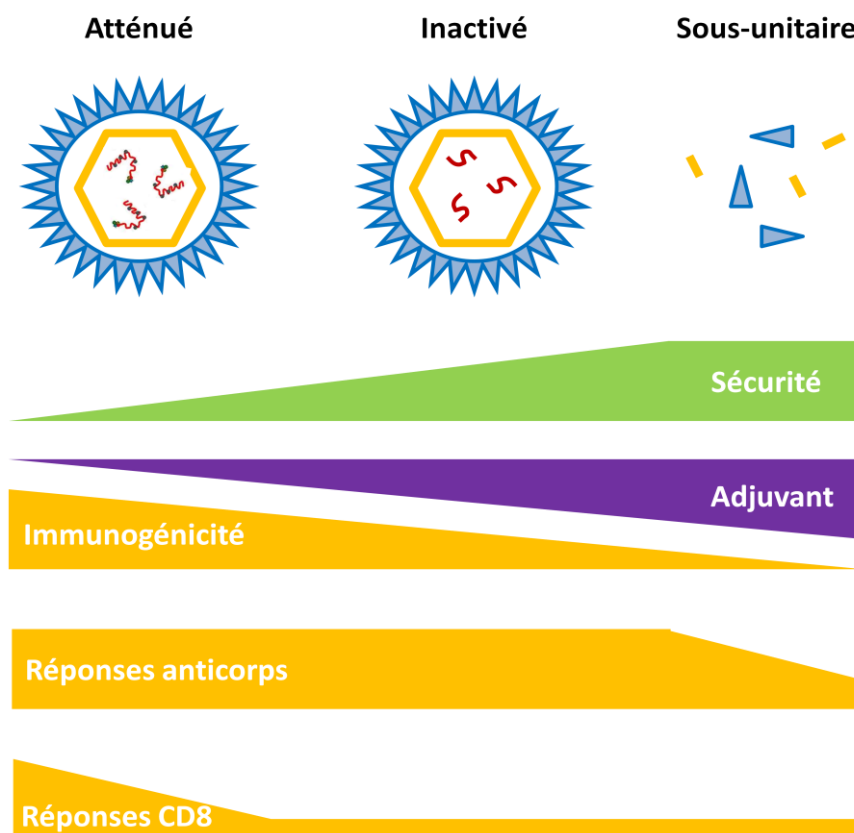 Atténué
Inactivé
Sous-unitaire
Sécurité
Adjuvant
Immunogénicité
Réponses anticorps
Réponses CD8